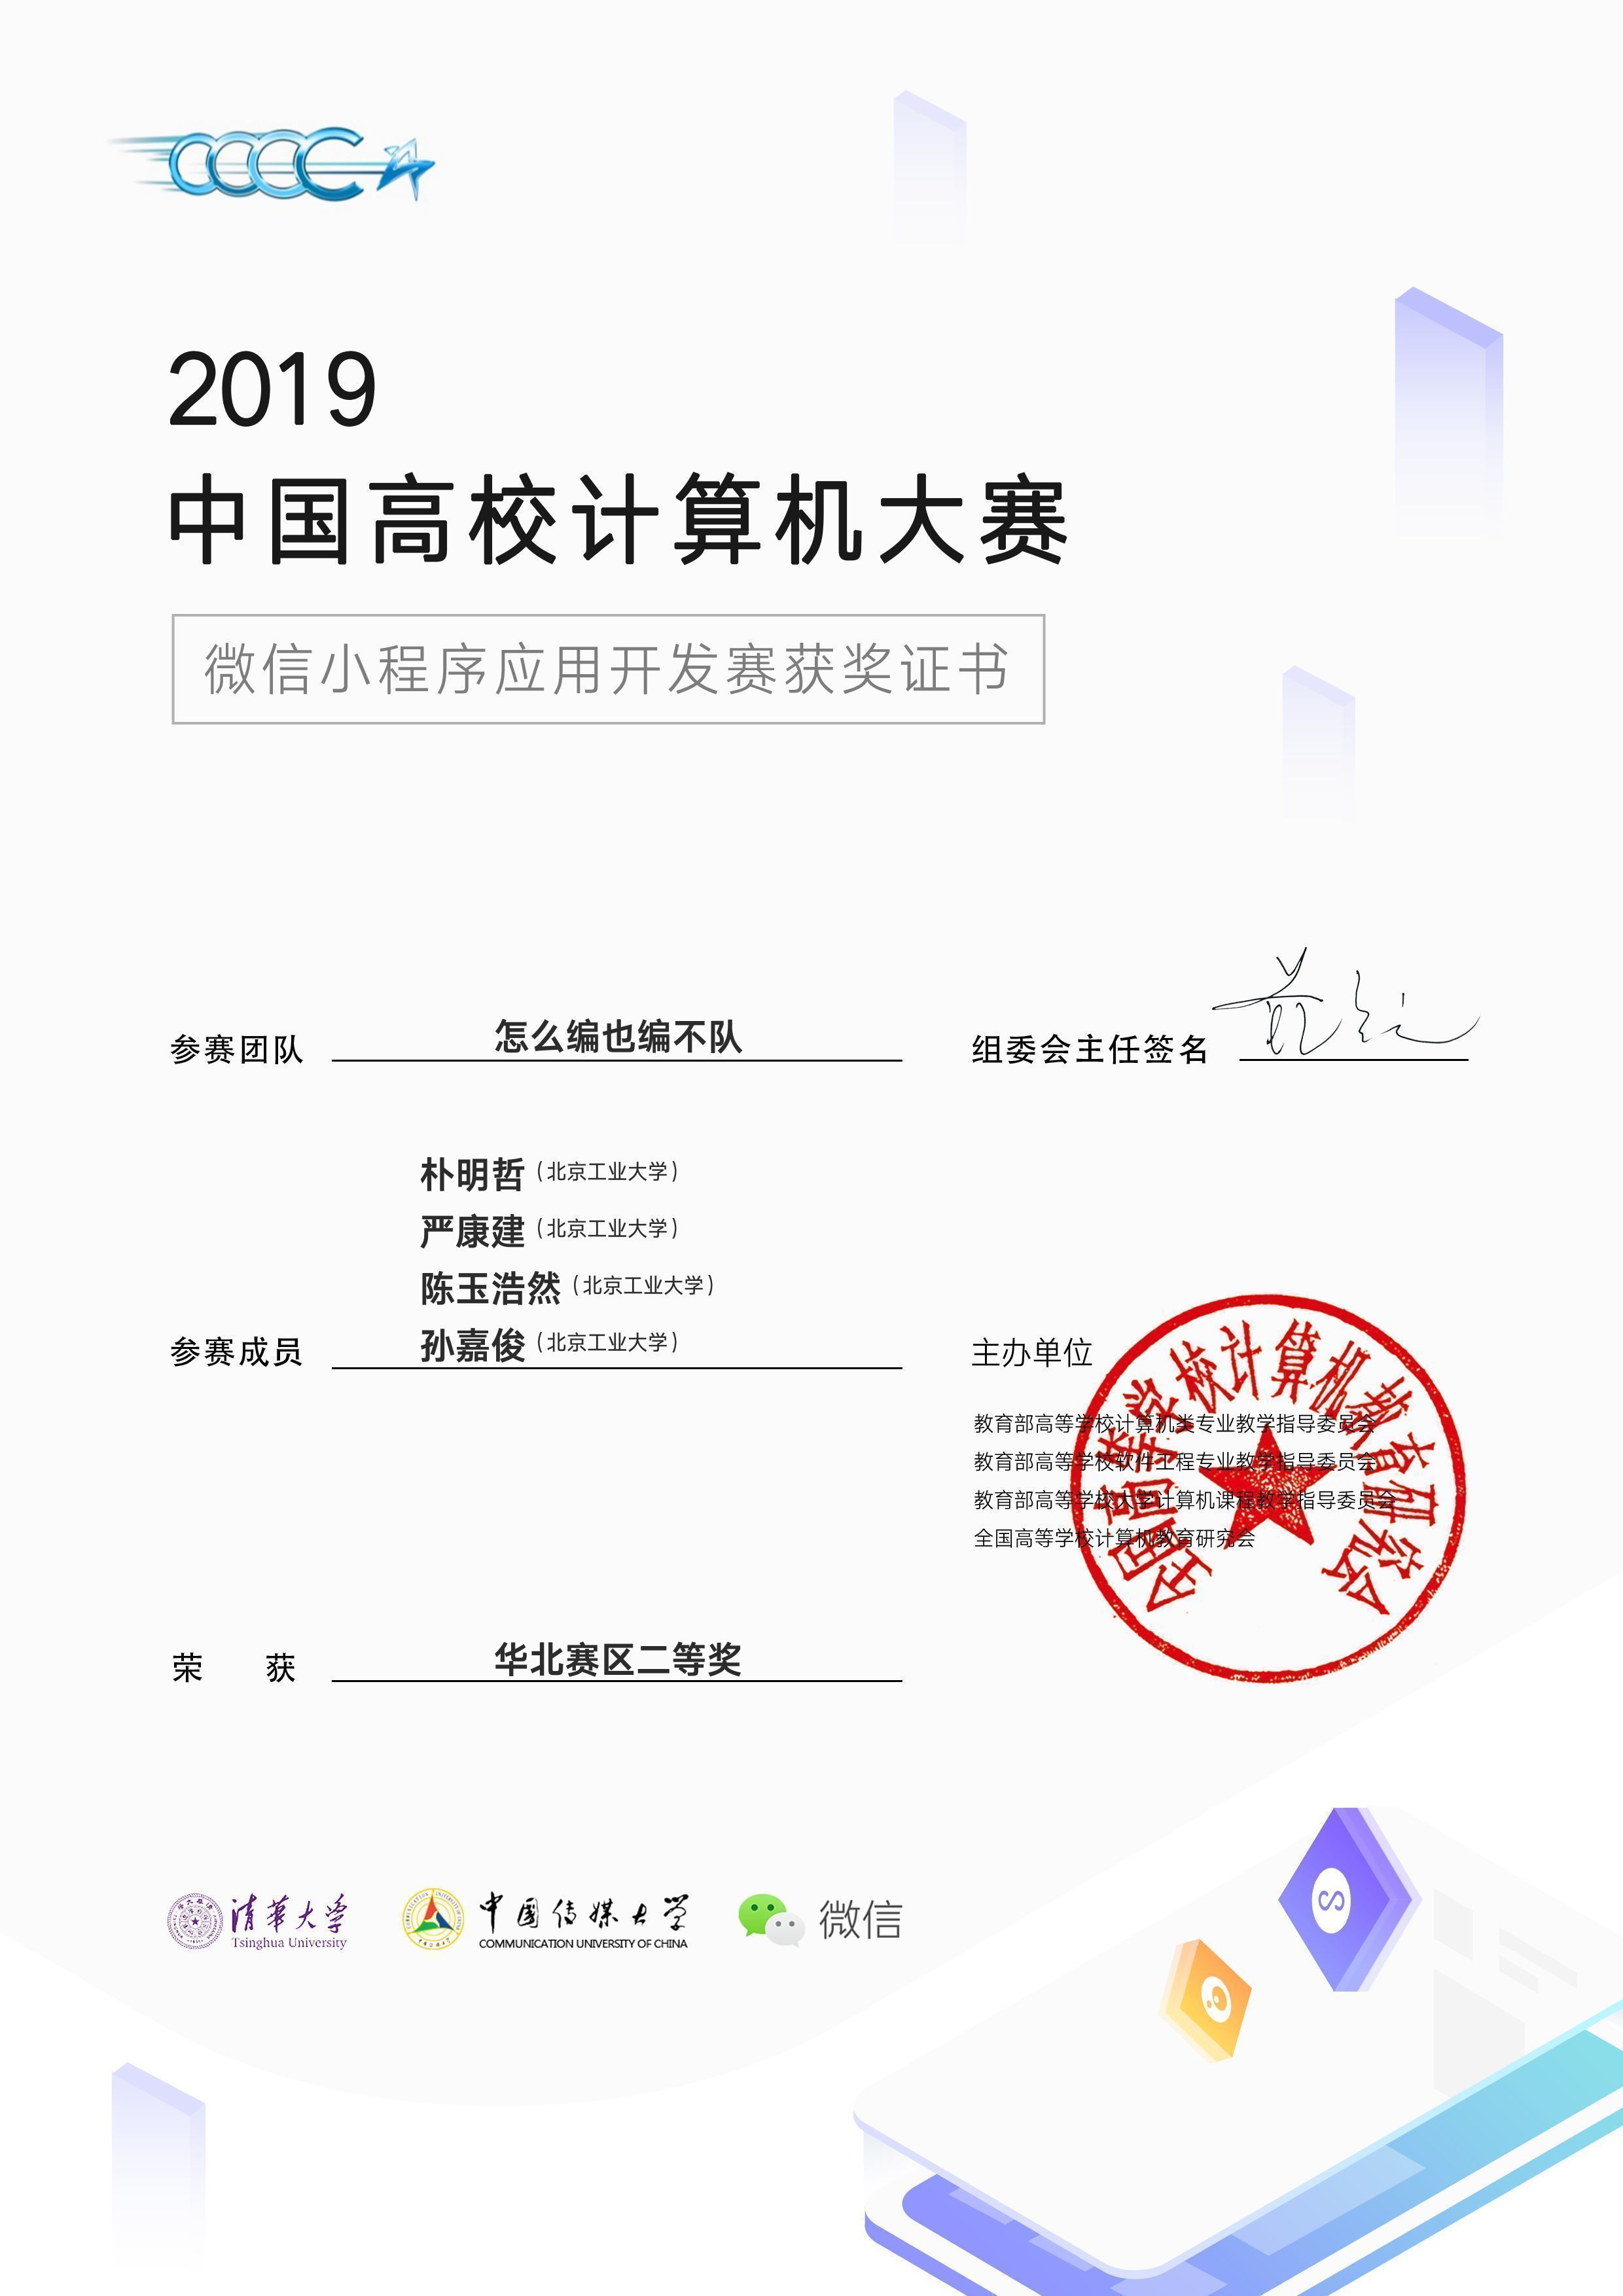 CCCC
2019
中国高校计算机大赛
微信小程序应用开发赛获奖证书
参赛团队 怎么编也编不队
组委会主任签名
朴明哲（北京工业大学）
严康建（北京工业大学）
陈玉浩然（北京工业大学）
参赛成员 孙嘉俊（北京工业大学）
主办单位
教育部高等学校计算机类专业教学指导委员会
教育部高等学校软件工程专业教学指导委员会
教育部高等学校大学计算机课程教学指导委员会
全国高等学校计算机教育研究会
全国高等学校计算机教育研究会
荣 获 华北赛区二等奖
清華大学
Tsinghua University
中国传媒大学
COMMUNICATION UNIVERSITY OF CHINA
微信